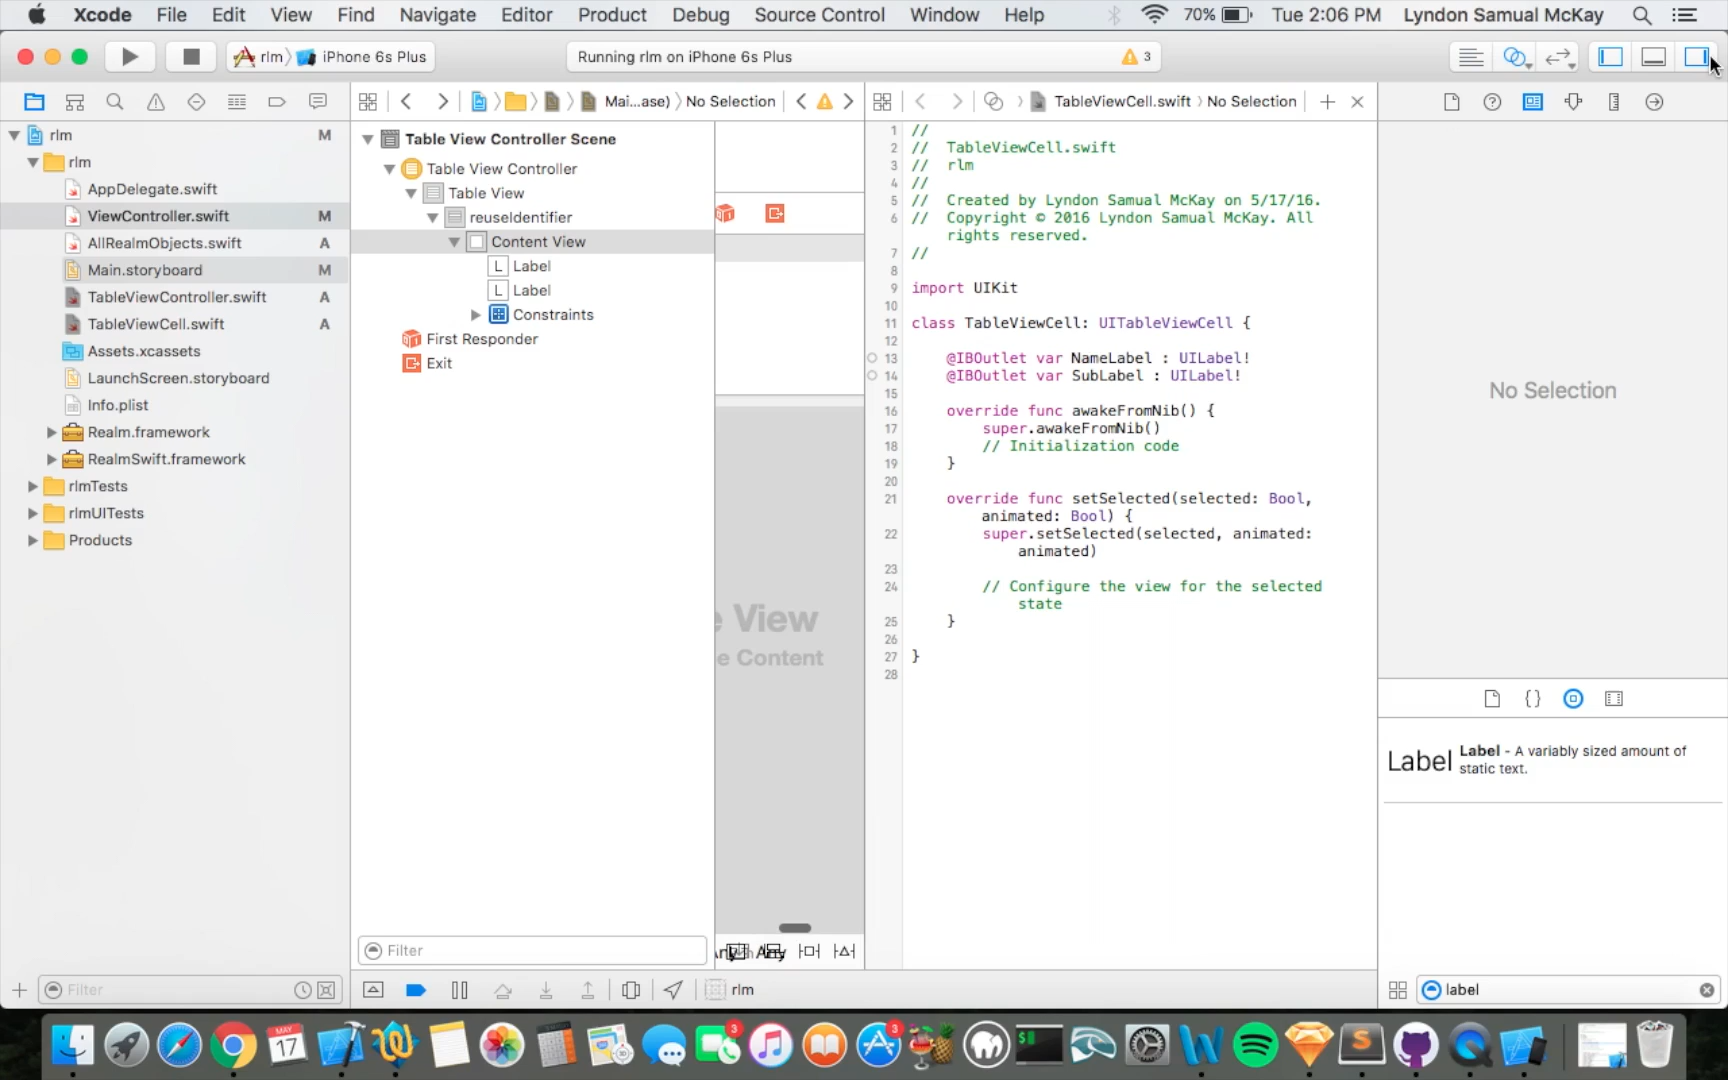 Xcode File Edit View Find Navigate Editor Product Debug Source Control Window Help 70% Tue 2:06 PM Lyndon Samual McKay
rlm iPhone 6s Plus
Running rlm on iPhone 6s Plus
3
Mai...ase) No Selection
TableViewCell.swift No Selection
rlm M
rlm
AppDelegate.swift
ViewController.swift M
AllRealmObjects.swift A
Main.storyboard M
TableViewController.swift A
TableViewCell.swift A
Assets.xcassets
LaunchScreen.storyboard
Info.plist
Realm.framework
RealmSwift.framework
rlmTests
rlmUITests
Products
Filter
Table View Controller Scene
Table View Controller
Table View
reuseIdentifier
Content View
L Label
L Label
Constraints
First Responder
Exit
Filter
e View
e Content
1 //
2 // TableViewCell.swift
3 // rlm
4 //
5 // Created by Lyndon Samual McKay on 5/17/16.
6 // Copyright © 2016 Lyndon Samual McKay. All
rights reserved.
7 //
8
9 import UIKit
10
11 class TableViewCell: UITableViewCell {
12
13 @IBOutlet var NameLabel : UILabel!
14 @IBOutlet var SubLabel : UILabel!
15
16 override func awakeFromNib() {
17 super.awakeFromNib()
18 // Initialization code
19 }
20
21 override func setSelected(selected: Bool,
animated: Bool) {
22 super.setSelected(selected, animated:
animated)
23
24 // Configure the view for the selected
state
25 }
26
27 }
28
rlm
No Selection
{}
Label
Label - A variably sized amount of
static text.
label
MAY
17
3
3
$